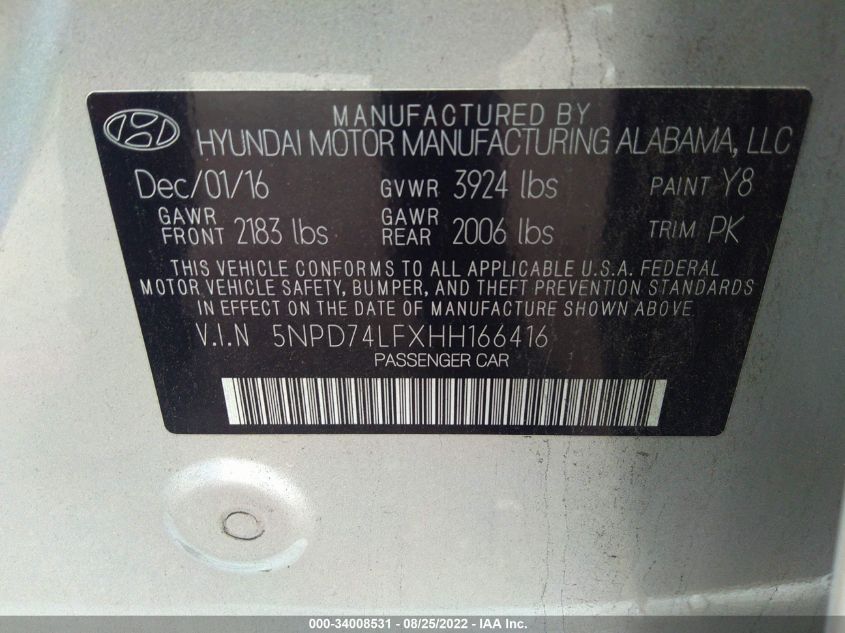 MANUFACTURED BY
HYUNDAI MOTOR MANUFACTURING ALABAMA, LLC
Dec/01/16 GVWR 3924 lbs PAINT Y8
GAWR FRONT 2183 lbs GAWR REAR 2006 lbs TRIM PK
THIS VEHICLE CONFORMS TO ALL APPLICABLE U.S.A. FEDERAL
MOTOR VEHICLE SAFETY, BUMPER, AND THEFT PREVENTION STANDARDS
IN EFFECT ON THE DATE OF MANUFACTURE SHOWN ABOVE
V.I.N 5NPD74LFXHH166416
PASSENGER CAR
000-34008531 - 08/25/2022 - IAA Inc.